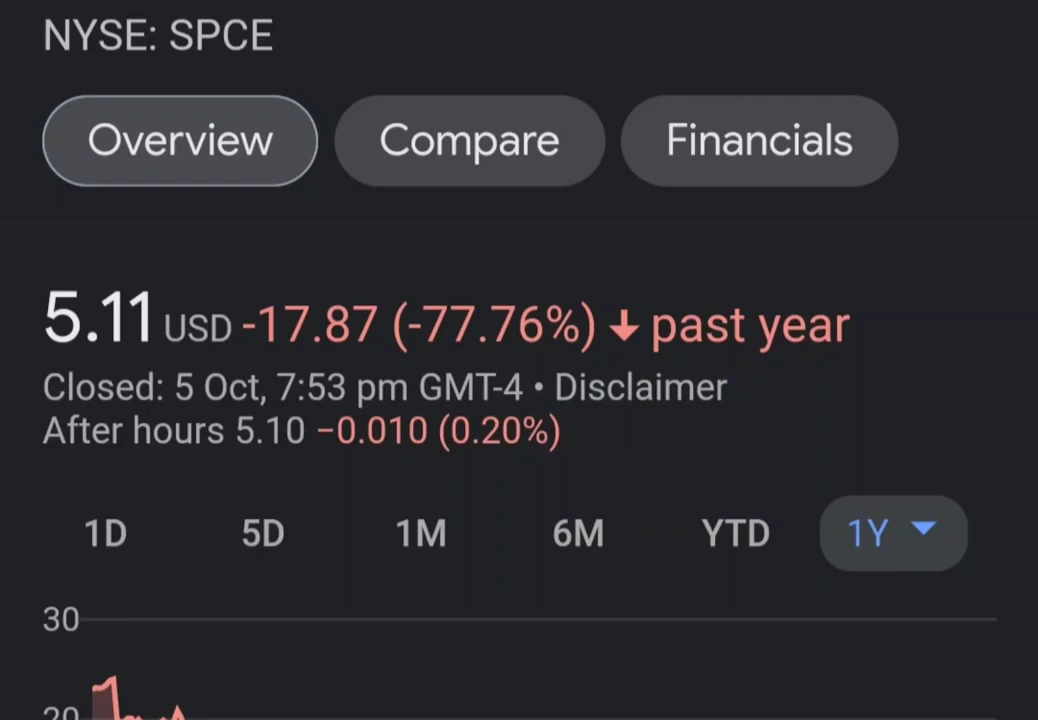 NYSE: SPCE
Overview Compare Financials
5.11 USD -17.87 (-77.76%) ↓ past year
Closed: 5 Oct, 7:53 pm GMT-4 • Disclaimer
After hours 5.10 −0.010 (0.20%)
1D 5D 1M 6M YTD 1Y
30
20